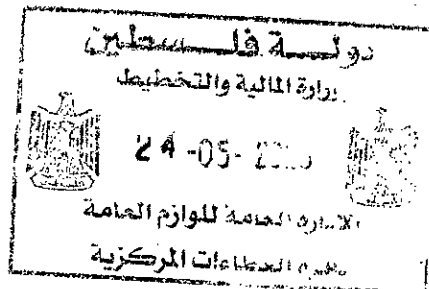 دولة فلسطين
وزارة المالية والتخطيط
24 -05-
الادارة العامة للوازم العامة
العطاءات المركزية